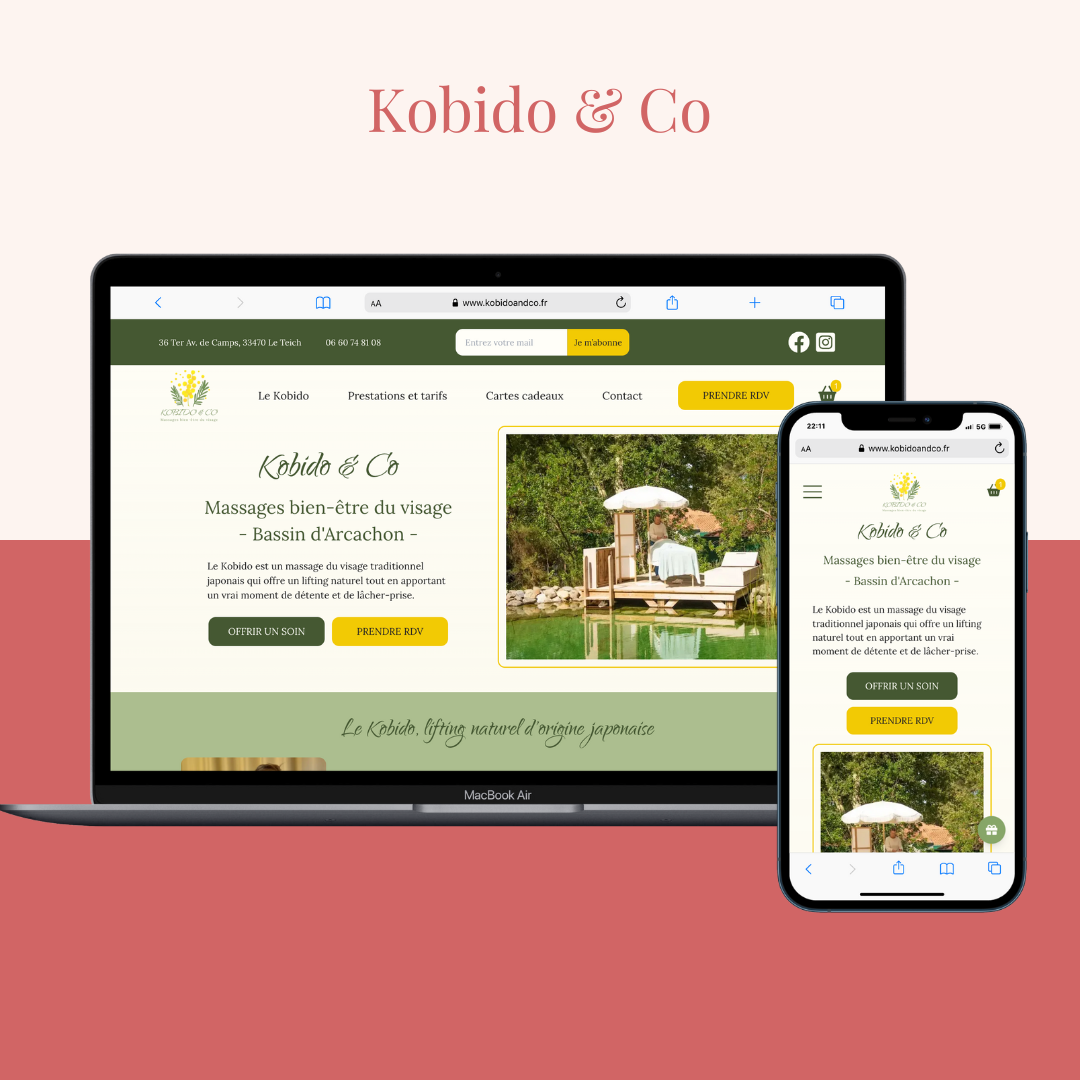 Kobido & Co
AA
www.kobidoandco.fr
36 Ter Av. de Camps, 33470 Le Teich
06 60 74 81 08
Entrez votre mail
Je m'abonne
KOBIDO & CO
Massages bien-être du visage
Le Kobido
Prestations et tarifs
Cartes cadeaux
Contact
PRENDRE RDV
1
Kobido & Co
Massages bien-être du visage
- Bassin d'Arcachon -
Le Kobido est un massage du visage traditionnel
japonais qui offre un lifting naturel tout en apportant
un vrai moment de détente et de lâcher-prise.
OFFRIR UN SOIN
PRENDRE RDV
Le Kobido, lifting naturel d'origine japonaise
MacBook Air
22:11
5G
AA
www.kobidoandco.fr
KOBIDO & CO
Massages bien-être du visage
1
Kobido & Co
Massages bien-être du visage
- Bassin d'Arcachon -
Le Kobido est un massage du visage
traditionnel japonais qui offre un lifting
naturel tout en apportant un vrai
moment de détente et de lâcher-prise.
OFFRIR UN SOIN
PRENDRE RDV